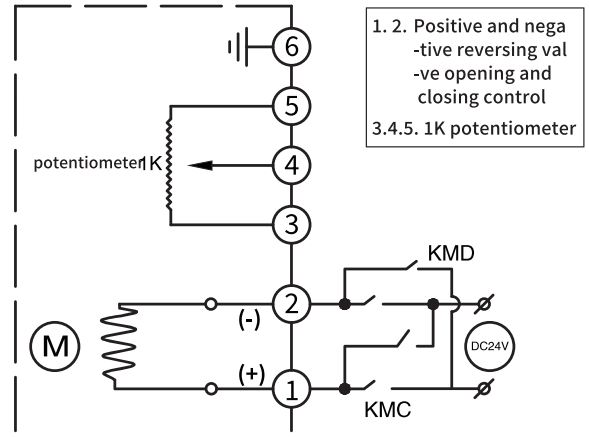 6
1. 2. Positive and nega
-tive reversing val
-ve opening and
closing control
3.4.5. 1K potentiometer
5
potentiometer1K
4
3
KMD
2
(-)
M
DC24V
(+)
1
KMC